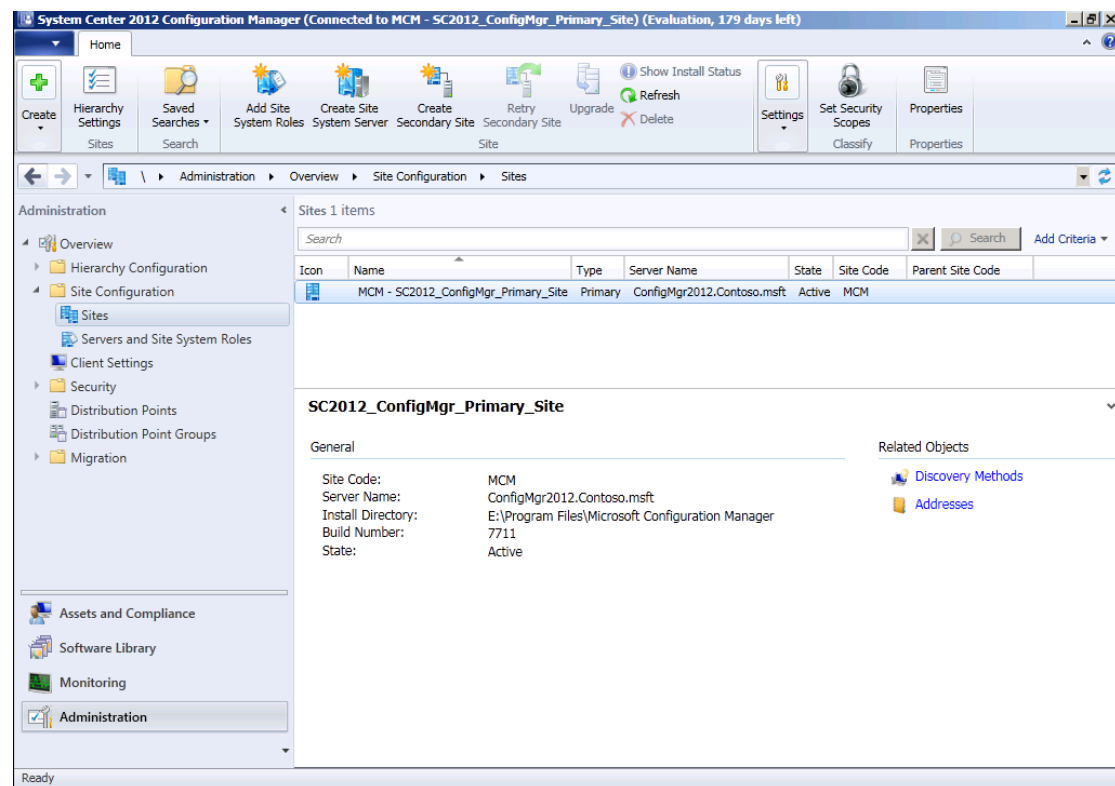 System Center 2012 Configuration Manager (Connected to MCM - SC2012_ConfigMgr_Primary_Site) (Evaluation, 179 days left)
Home
Create
Hierarchy Settings
Saved Searches
Add Site System Roles
Create Site System Server
Create Secondary Site
Retry Secondary Site
Upgrade
Show Install Status
Refresh
Delete
Settings
Set Security Scopes
Properties
Sites
Search
Site
Classify
Properties
\ Administration Overview Site Configuration Sites
Administration
Overview
Hierarchy Configuration
Site Configuration
Sites
Servers and Site System Roles
Client Settings
Security
Distribution Points
Distribution Point Groups
Migration
Assets and Compliance
Software Library
Monitoring
Administration
Sites 1 items
Search
Search
Add Criteria
Icon Name Type Server Name State Site Code Parent Site Code
MCM - SC2012_ConfigMgr_Primary_Site Primary ConfigMgr2012.Contoso.msft Active MCM
SC2012_ConfigMgr_Primary_Site
General
Site Code: MCM
Server Name: ConfigMgr2012.Contoso.msft
Install Directory: E:\Program Files\Microsoft Configuration Manager
Build Number: 7711
State: Active
Related Objects
Discovery Methods
Addresses
Ready